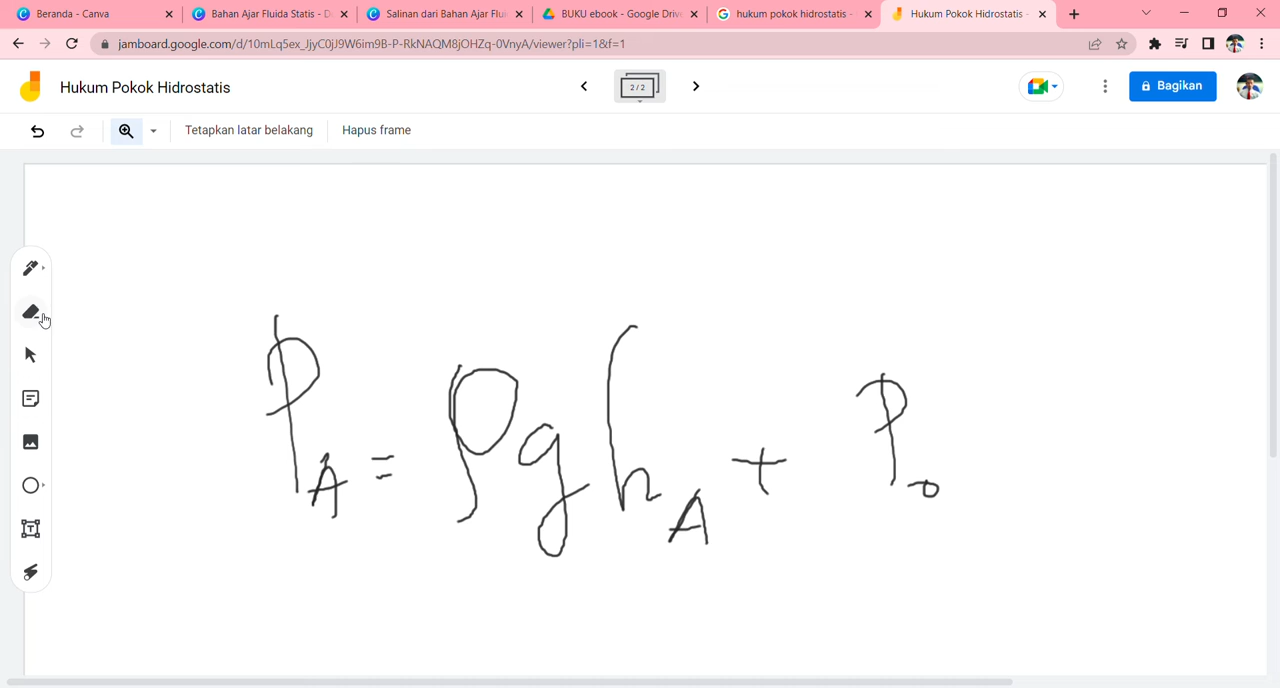 Beranda - Canva
Bahan Ajar Fluida Statis - D
Salinan dari Bahan Ajar Flui
BUKU ebook - Google Driv
hukum pokok hidrostatis -
Hukum Pokok Hidrostatis -
jamboard.google.com/d/10mLq5ex_JjyC0jJ9W6im9B-P-RkNAQM8jOHZq-0VnyA/viewer?pli=1&f=1
Hukum Pokok Hidrostatis
2 / 2
Bagikan
Tetapkan latar belakang
Hapus frame
P_A = ρ g h_A + P_0